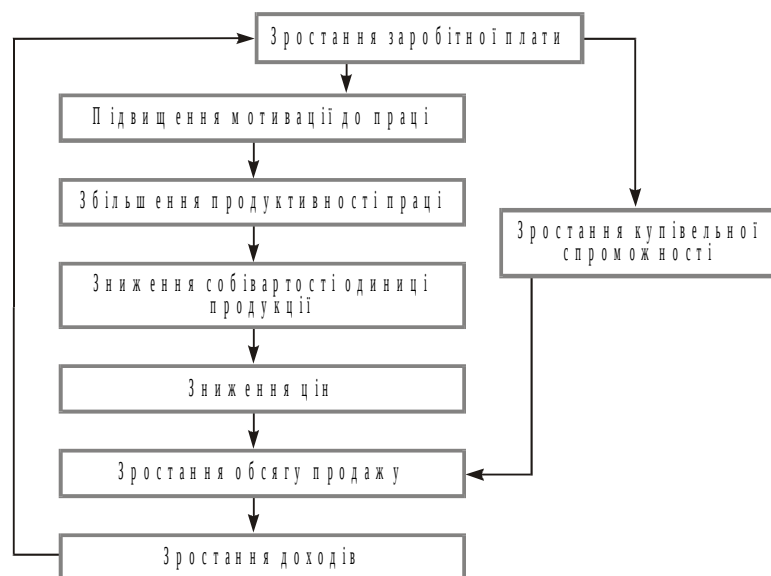 Зростання заробітної плати
Підвищення мотивації до праці
Збільшення продуктивності праці
Зростання купівельної
спроможності
Зниження собівартості одиниці
продукції
Зниження цін
Зростання обсягу продажу
Зростання доходів